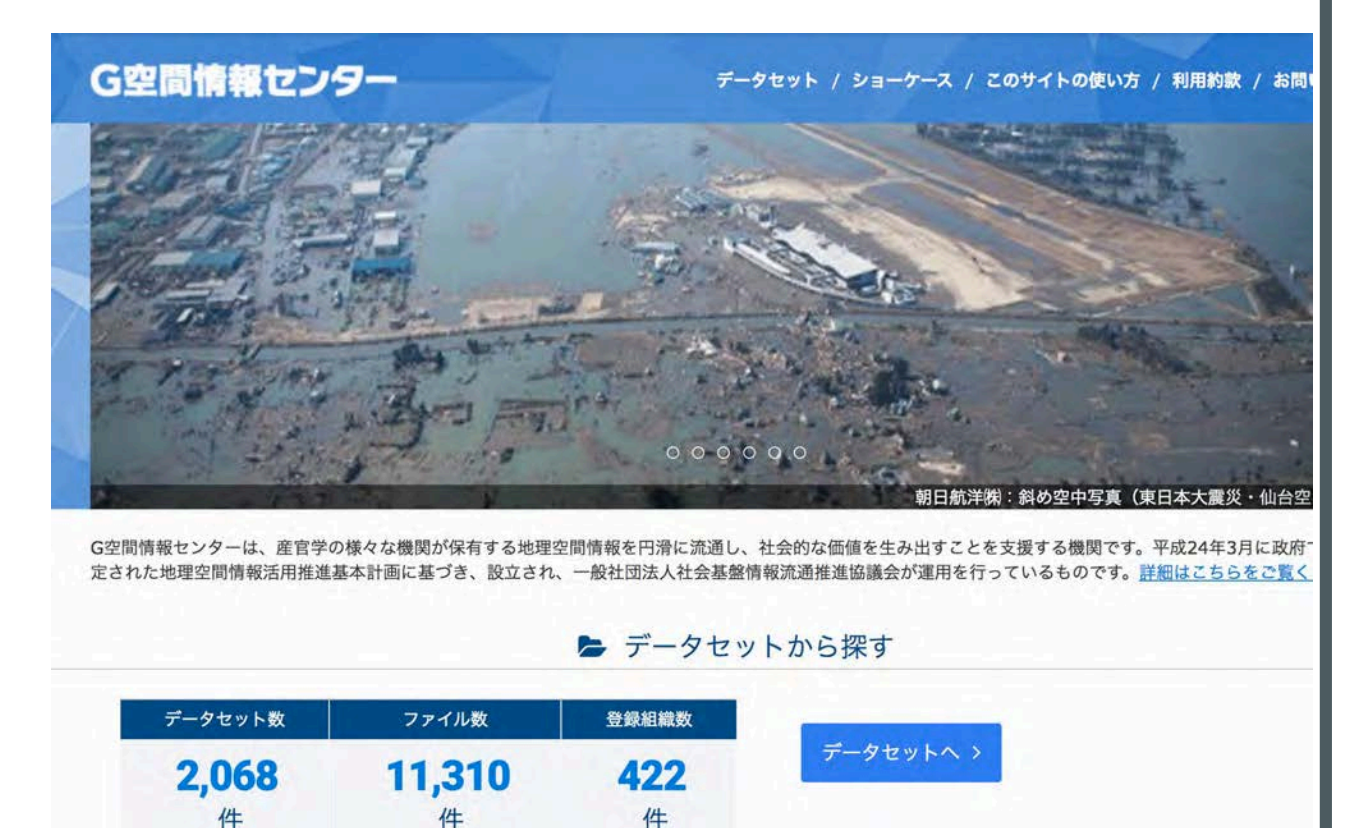 G空間情報センター
データセット / ショーケース / このサイトの使い方 / 利用約款 / お問
朝日航洋㈱：斜め空中写真（東日本大震災・仙台空
G空間情報センターは、産官学の様々な機関が保有する地理空間情報を円滑に流通し、社会的な価値を生み出すことを支援する機関です。平成24年3月に政府
定された地理空間情報活用推進基本計画に基づき、設立され、一般社団法人社会基盤情報流通推進協議会が運用を行っているものです。詳細はこちらをご覧く
データセットから探す
データセット数 ファイル数 登録組織数
2,068 11,310 422
件 件 件
データセットへ >